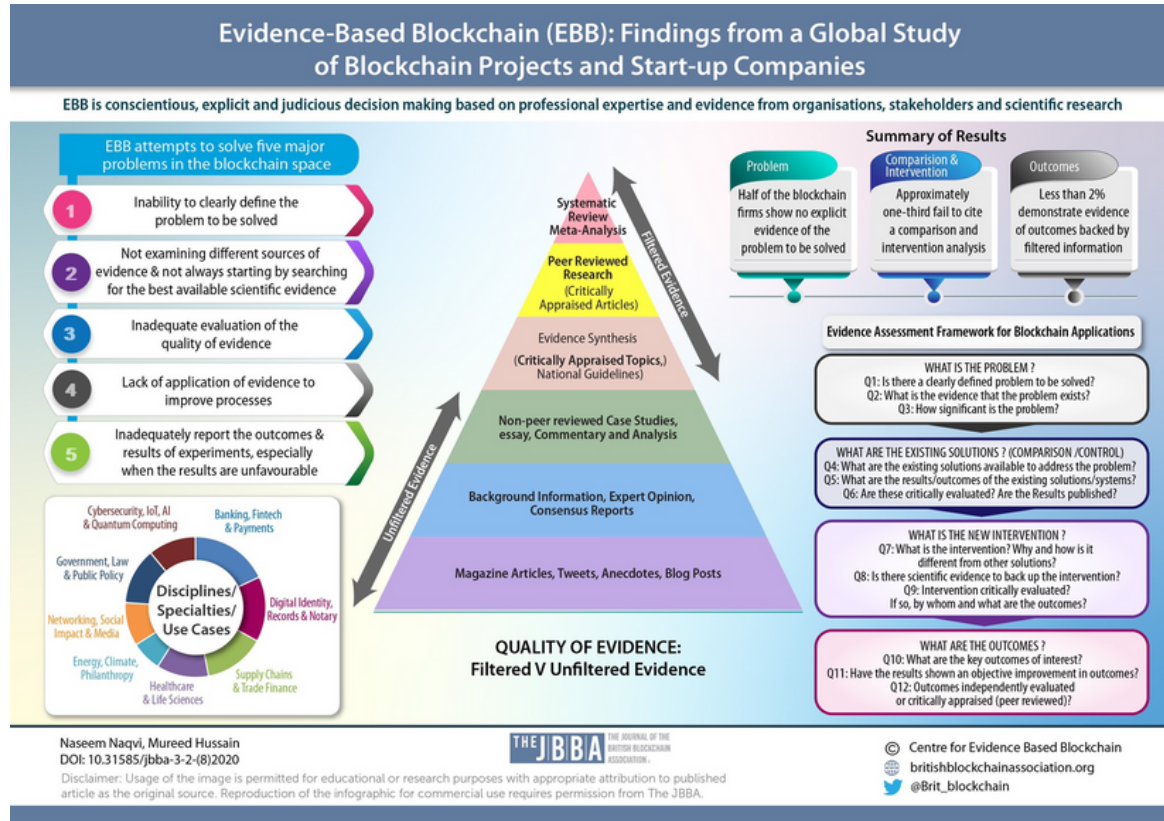 Evidence-Based Blockchain (EBB): Findings from a Global Study
of Blockchain Projects and Start-up Companies
EBB is conscientious, explicit and judicious decision making based on professional expertise and evidence from organisations, stakeholders and scientific research
EBB attempts to solve five major
problems in the blockchain space
1
Inability to clearly define the
problem to be solved
2
Not examining different sources of
evidence & not always starting by searching
for the best available scientific evidence
3
Inadequate evaluation of the
quality of evidence
4
Lack of application of evidence to
improve processes
5
Inadequately report the outcomes &
results of experiments, especially
when the results are unfavourable
Cybersecurity, IoT, AI
& Quantum Computing
Banking, Fintech
& Payments
Government, Law
& Public Policy
Disciplines/
Specialties/
Use Cases
Digital Identity,
Records & Notary
Networking, Social
Impact & Media
Energy, Climate,
Philanthropy
Healthcare
& Life Sciences
Supply Chains
& Trade Finance
Systematic
Review
Meta-Analysis
Peer Reviewed
Research
(Critically
Appraised Articles)
Evidence Synthesis
(Critically Appraised Topics,)
National Guidelines)
Non-peer reviewed Case Studies,
essay, Commentary and Analysis
Background Information, Expert Opinion,
Consensus Reports
Magazine Articles, Tweets, Anecdotes, Blog Posts
Filtered Evidence
Unfiltered Evidence
QUALITY OF EVIDENCE:
Filtered V Unfiltered Evidence
Summary of Results
Problem
Half of the blockchain
firms show no explicit
evidence of the
problem to be solved
Comparision &
Intervention
Approximately
one-third fail to cite
a comparison and
intervention analysis
Outcomes
Less than 2%
demonstrate evidence
of outcomes backed by
filtered information
Evidence Assessment Framework for Blockchain Applications
WHAT IS THE PROBLEM ?
Q1: Is there a clearly defined problem to be solved?
Q2: What is the evidence that the problem exists?
Q3: How significant is the problem?
WHAT ARE THE EXISTING SOLUTIONS ? (COMPARISON /CONTROL)
Q4: What are the existing solutions available to address the problem?
Q5: What are the results/outcomes of the existing solutions/systems?
Q6: Are these critically evaluated? Are the Results published?
WHAT IS THE NEW INTERVENTION ?
Q7: What is the intervention? Why and how is it
different from other solutions?
Q8: Is there scientific evidence to back up the intervention?
Q9: Intervention critically evaluated?
If so, by whom and what are the outcomes?
WHAT ARE THE OUTCOMES ?
Q10: What are the key outcomes of interest?
Q11: Have the results shown an objective improvement in outcomes?
Q12: Outcomes independently evaluated
or critically appraised (peer reviewed)?
Naseem Naqvi, Mureed Hussain
DOI: 10.31585/jbba-3-2-(8)2020
Disclaimer: Usage of the image is permitted for educational or research purposes with appropriate attribution to published
article as the original source. Reproduction of the infographic for commercial use requires permission from The JBBA.
THE JBBA
THE JOURNAL OF THE
BRITISH BLOCKCHAIN
ASSOCIATION
© Centre for Evidence Based Blockchain
britishblockchainassociation.org
@Brit_blockchain